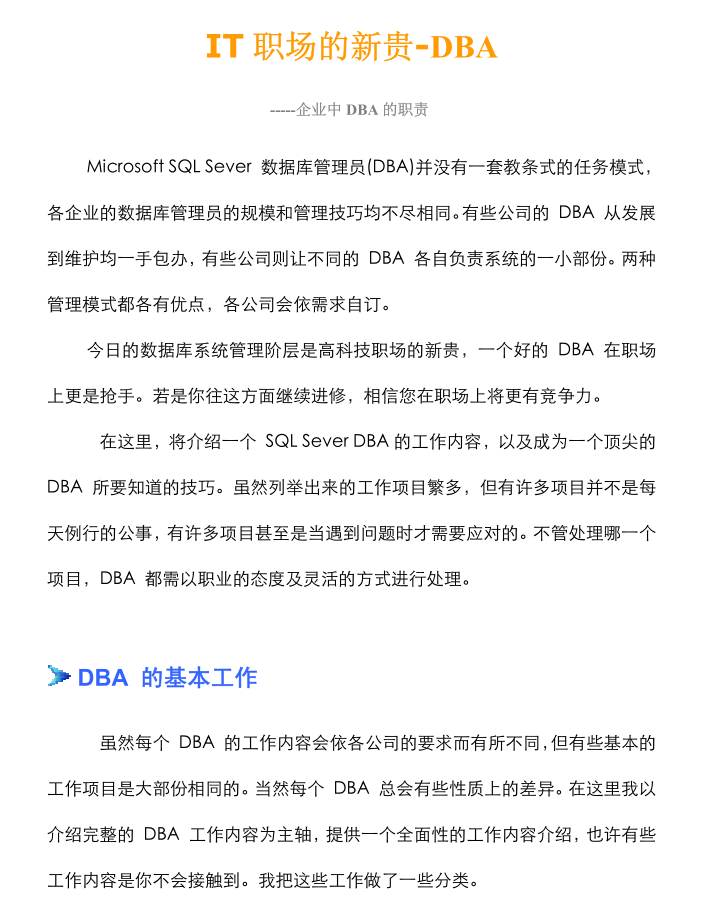 IT 职场的新贵-DBA
-----企业中 DBA 的职责
Microsoft SQL Sever 数据库管理员(DBA)并没有一套教条式的任务模式，
各企业的数据库管理员的规模和管理技巧均不尽相同。有些公司的 DBA 从发展
到维护均一手包办，有些公司则让不同的 DBA 各自负责系统的一小部份。两种
管理模式都各有优点，各公司会依需求自订。
今日的数据库系统管理阶层是高科技职场的新贵，一个好的 DBA 在职场
上更是抢手。若是你往这方面继续进修，相信您在职场上将更有竞争力。
在这里，将介绍一个 SQL Sever DBA 的工作内容，以及成为一个顶尖的
DBA 所要知道的技巧。虽然列举出来的工作项目繁多，但有许多项目并不是每
天例行的公事，有许多项目甚至是当遇到问题时才需要应对的。不管处理哪一个
项目，DBA 都需以职业的态度及灵活的方式进行处理。
DBA 的基本工作
虽然每个 DBA 的工作内容会依各公司的要求而有所不同，但有些基本的
工作项目是大部份相同的。当然每个 DBA 总会有些性质上的差异。在这里我以
介绍完整的 DBA 工作内容为主轴，提供一个全面性的工作内容介绍，也许有些
工作内容是你不会接触到。我把这些工作做了一些分类。